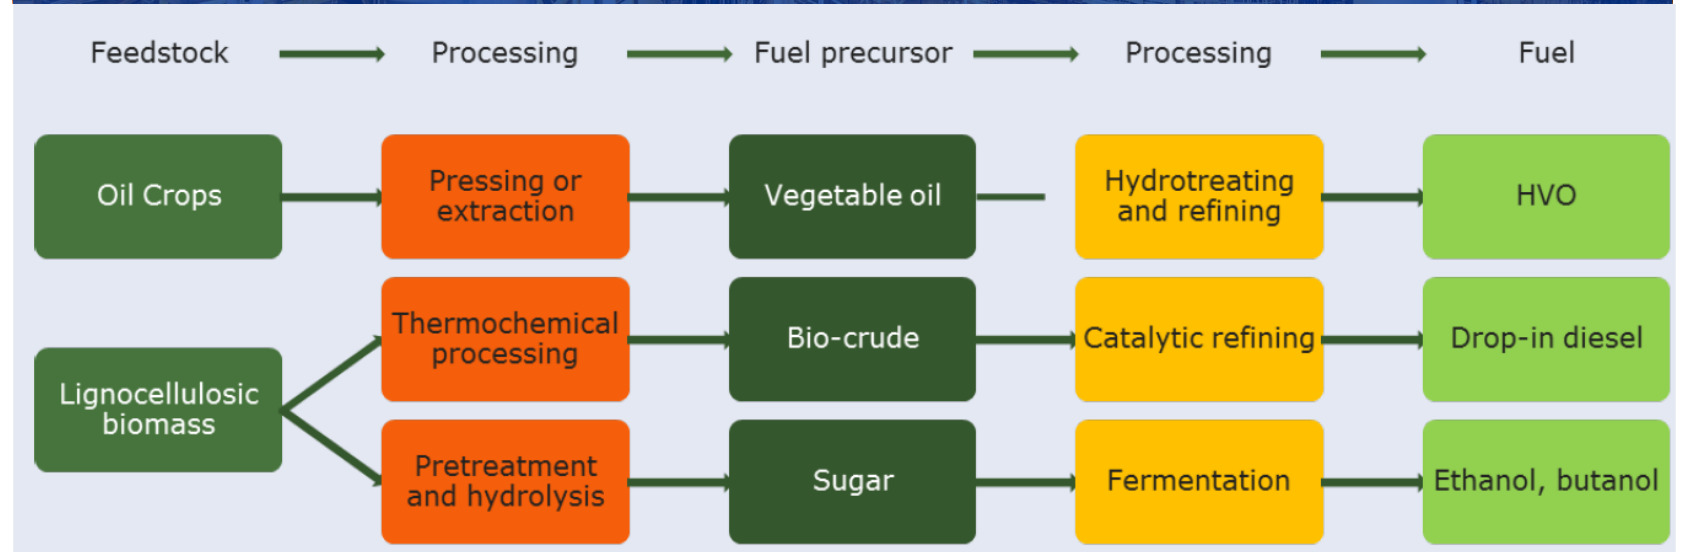 Feedstock
Processing
Fuel precursor
Processing
Fuel
Oil Crops
Pressing or
extraction
Vegetable oil
Hydrotreating
and refining
HVO
Lignocellulosic
biomass
Thermochemical
processing
Bio-crude
Catalytic refining
Drop-in diesel
Pretreatment
and hydrolysis
Sugar
Fermentation
Ethanol, butanol